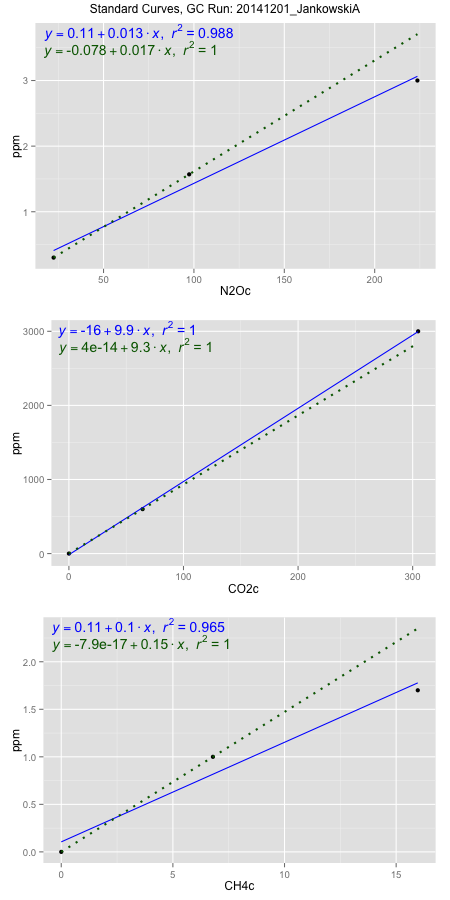 Standard Curves, GC Run: 20141201_JankowskiA
y = 0.11 + 0.013 · x, r² = 0.988
y = -0.078 + 0.017 · x, r² = 1
3
2
1
ppm
50 100 150 200
N2Oc
y = -16 + 9.9 · x, r² = 1
y = 4e-14 + 9.3 · x, r² = 1
3000
2000
1000
0
ppm
0 100 200 300
CO2c
y = 0.11 + 0.1 · x, r² = 0.965
y = -7.9e-17 + 0.15 · x, r² = 1
2.0
1.5
1.0
0.5
0.0
ppm
0 5 10 15
CH4c